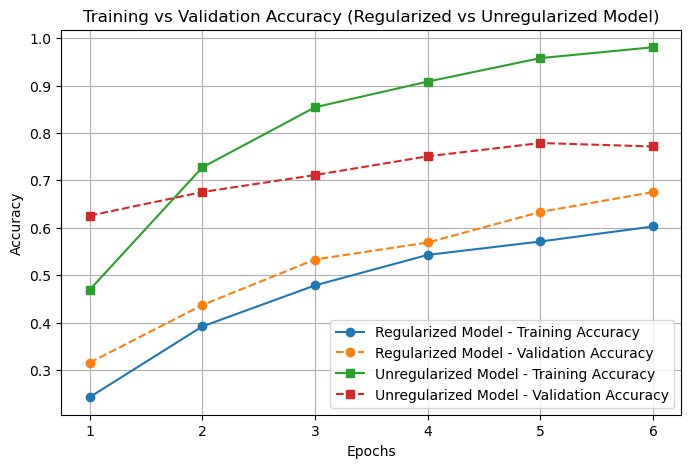 Training vs Validation Accuracy (Regularized vs Unregularized Model)
1.0
0.9
0.8
0.7
0.6
0.5
0.4
0.3
Accuracy
Regularized Model - Training Accuracy
Regularized Model - Validation Accuracy
Unregularized Model - Training Accuracy
Unregularized Model - Validation Accuracy
1 2 3 4 5 6
Epochs